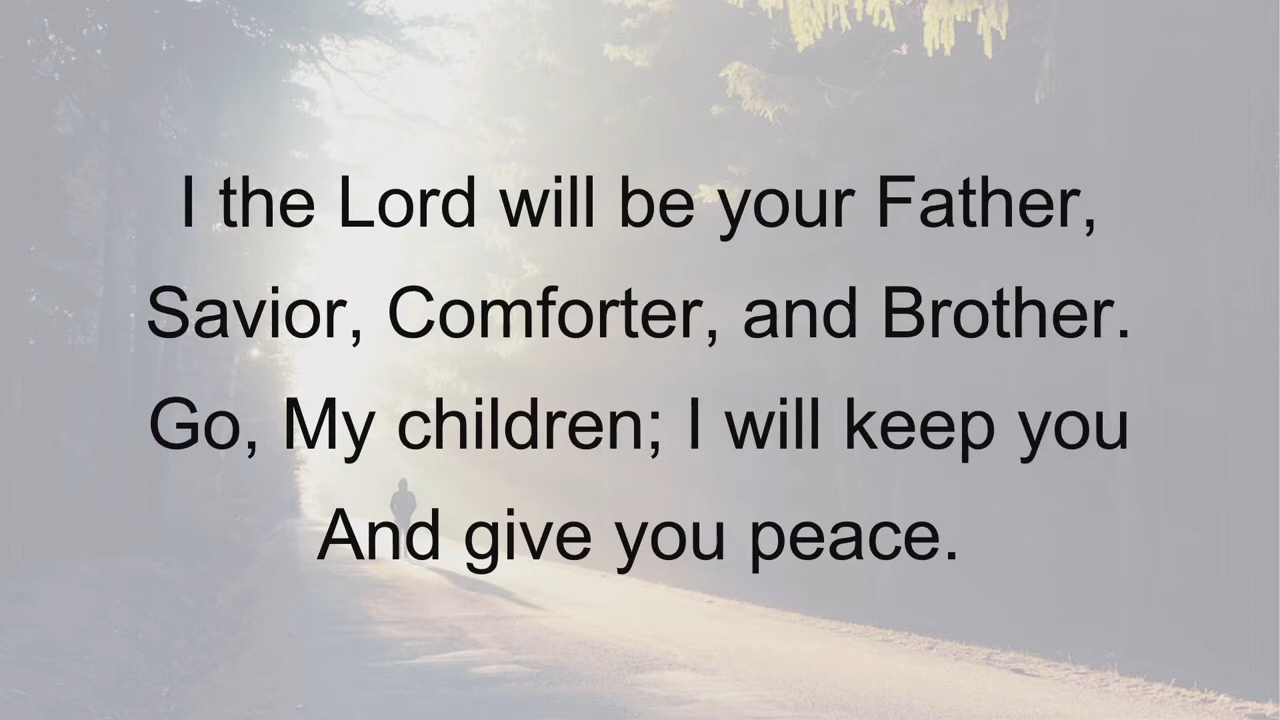 I the Lord will be your Father,
Savior, Comforter, and Brother.
Go, My children; I will keep you
And give you peace.